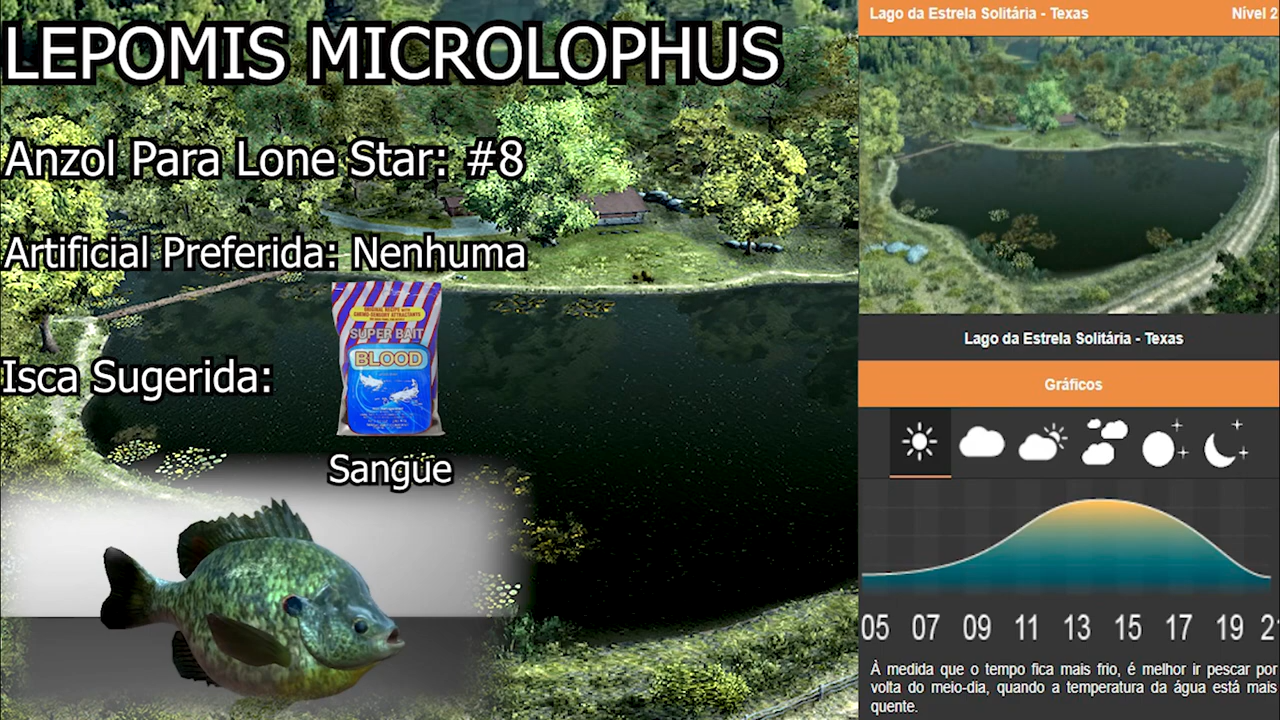 LEPOMIS MICROLOPHUS
Anzol Para Lone Star: #8
Artificial Preferida: Nenhuma
SUPER BAIT
BLOOD
Isca Sugerida:
Sangue
Lago da Estrela Solitária - Texas
Nível 2
Lago da Estrela Solitária - Texas
Gráficos
05 07 09 11 13 15 17 19 2
À medida que o tempo fica mais frio, é melhor ir pescar por
volta do meio-dia, quando a temperatura da água está mais
quente.